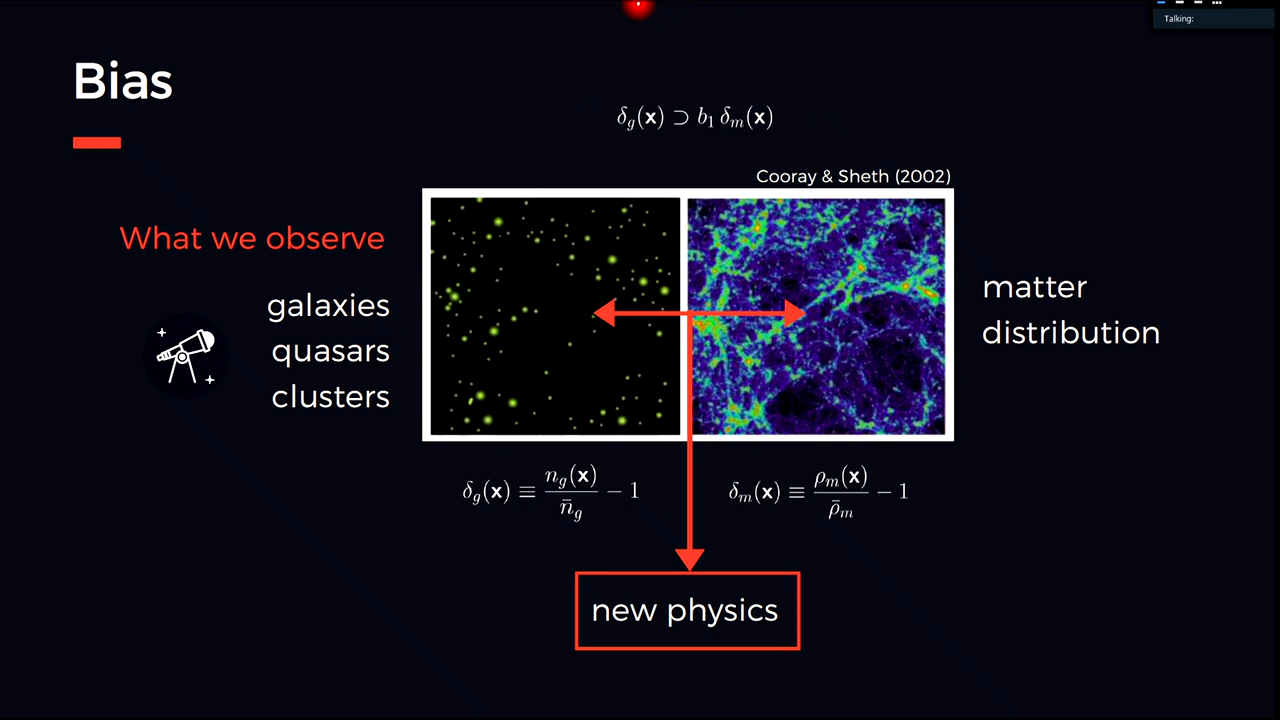 Talking:
Bias
δ_g(x) ⊃ b_1 δ_m(x)
Cooray & Sheth (2002)
What we observe
galaxies
quasars
clusters
matter
distribution
δ_g(x) ≡ n_g(x) / n̄_g − 1
δ_m(x) ≡ ρ_m(x) / ρ̄_m − 1
new physics